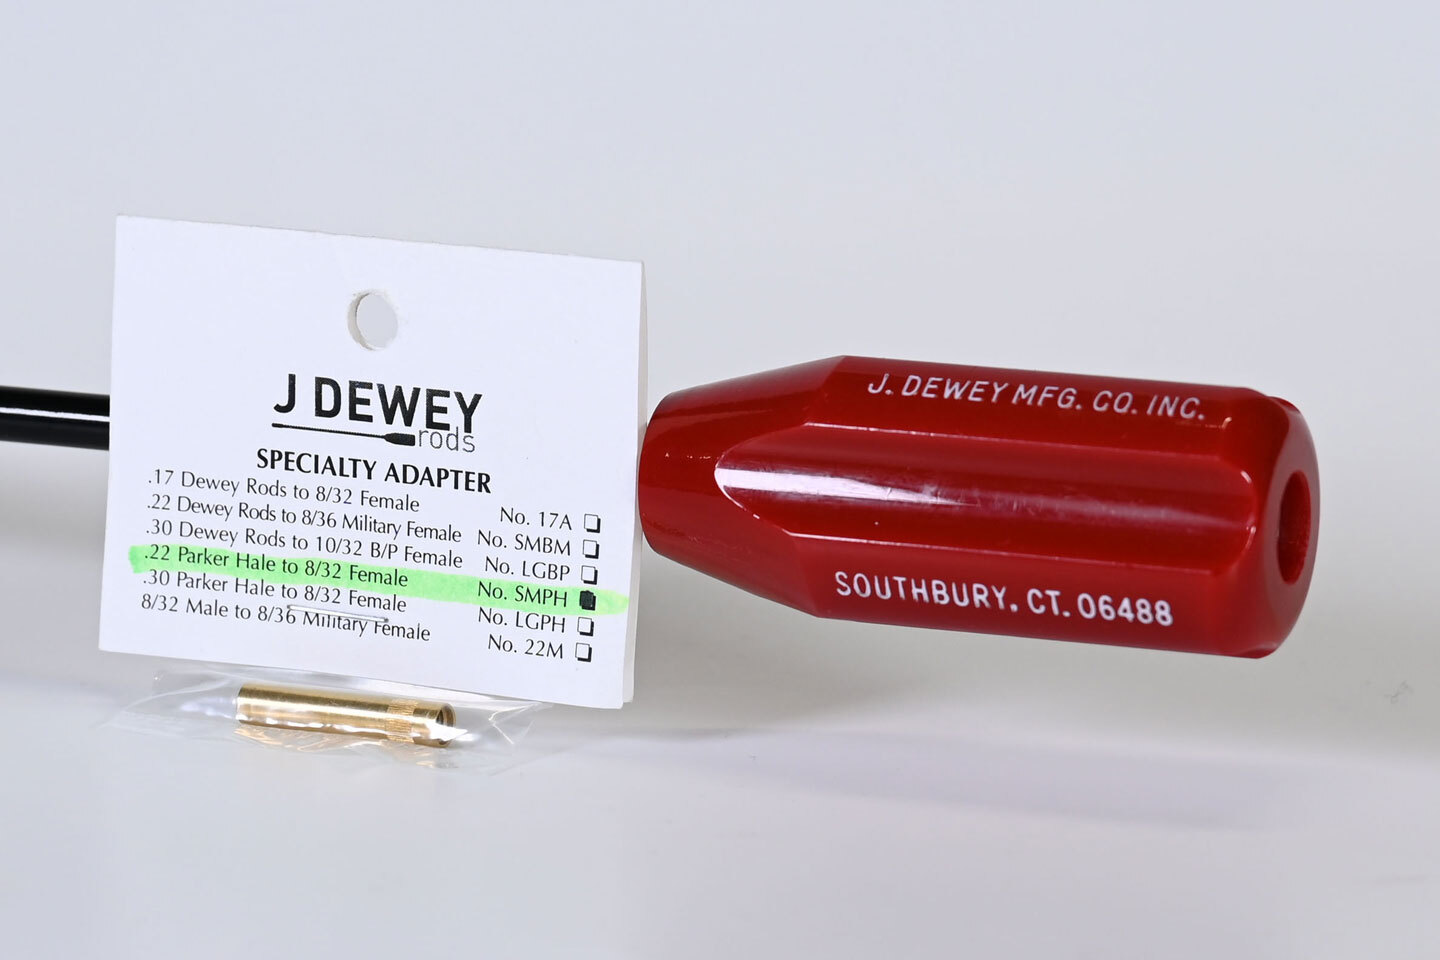 J DEWEY
rods
SPECIALTY ADAPTER
.17 Dewey Rods to 8/32 Female No. 17A
.22 Dewey Rods to 8/36 Military Female No. SMBM
.30 Dewey Rods to 10/32 B/P Female No. LGBP
.22 Parker Hale to 8/32 Female No. SMPH
.30 Parker Hale to 8/32 Female No. LGPH
8/32 Male to 8/36 Military Female No. 22M
J. DEWEY MFG. CO. INC.
SOUTHBURY, CT. 06488